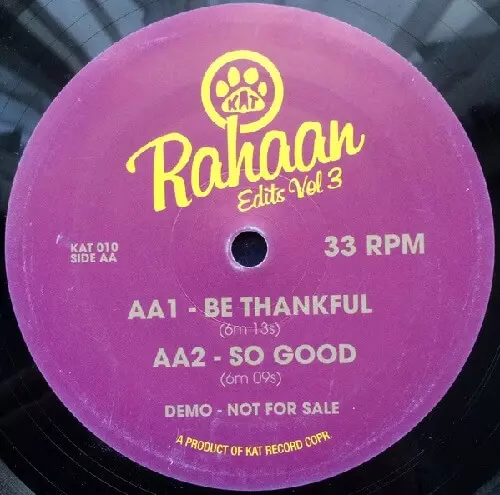 KAT
Rahaan
Edits Vol 3
KAT 010
SIDE AA
33 RPM
AA1 - BE THANKFUL
(6m 13s)
AA2 - SO GOOD
(6m 09s)
DEMO - NOT FOR SALE
A PRODUCT OF KAT RECORD COPR.